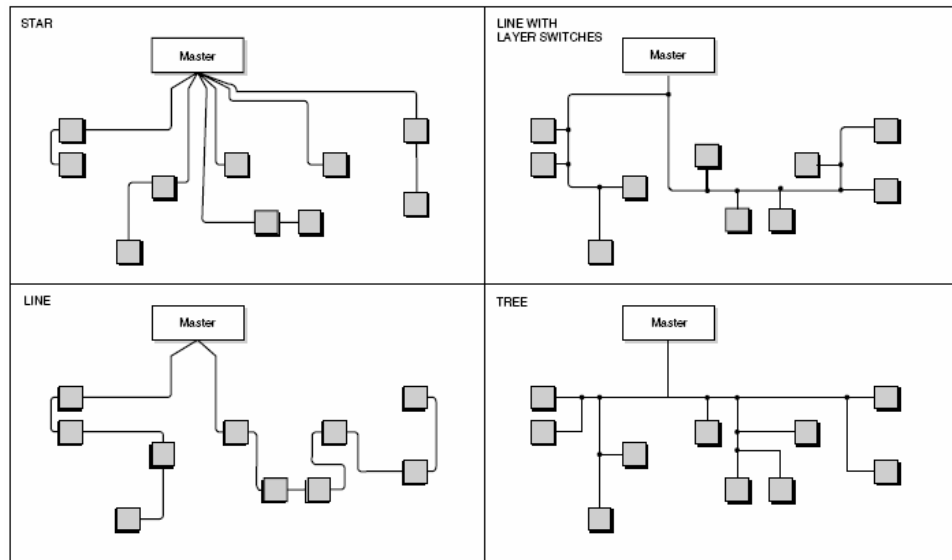 STAR
Master
LINE WITH
LAYER SWITCHES
Master
LINE
Master
TREE
Master